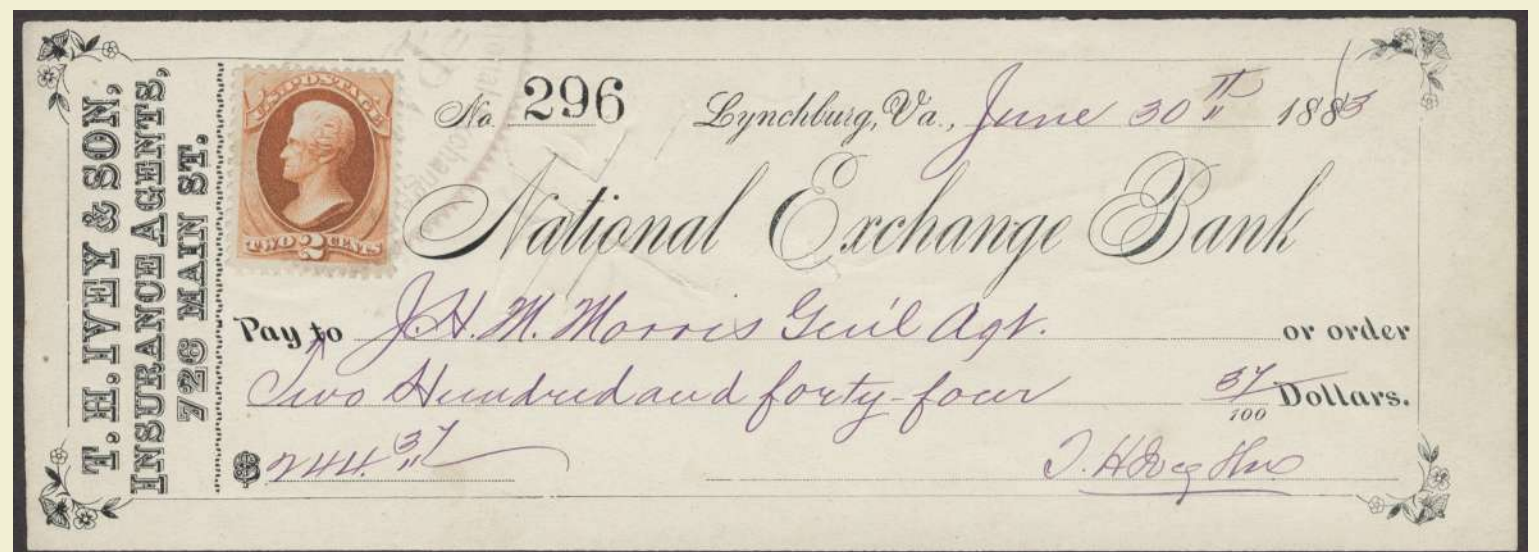 T. H. IVEY & SON,
INSURANCE AGENTS,
726 MAIN ST.
U.S. POSTAGE
TWO 2 CENTS
No. 296 Lynchburg, Va., June 30th 1883
National Exchange Bank
Pay to J. H. M. Morris Gen'l Agt. or order
Two Hundred and forty-four 37/100 Dollars.
$ 244.37 T. H. Ivey & Son